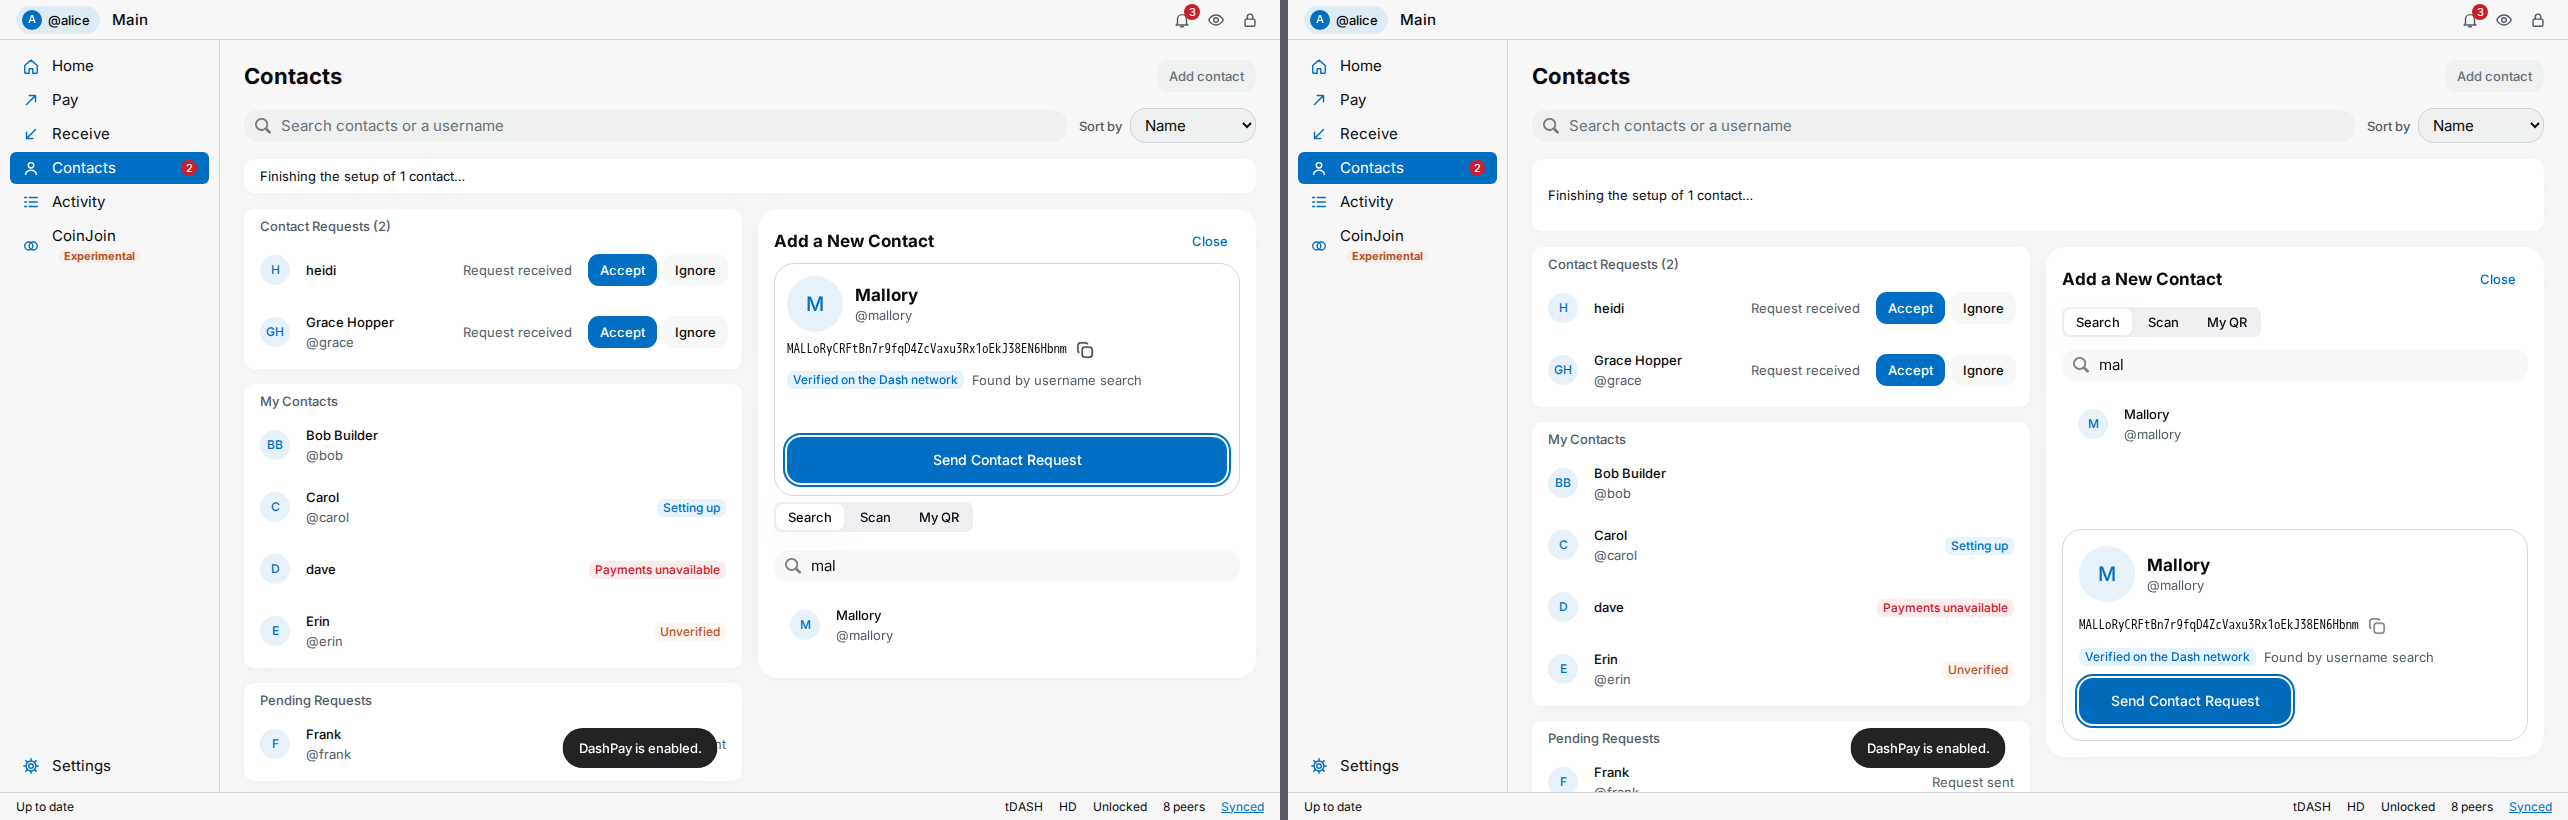 A @alice Main 3
Home
Pay
Receive
Contacts 2
Activity
CoinJoin
Experimental
Settings
Contacts
Add contact
Search contacts or a username
Sort by Name
Finishing the setup of 1 contact...
Contact Requests (2)
H heidi Request received Accept Ignore
GH Grace Hopper
@grace
Request received Accept Ignore
My Contacts
BB Bob Builder
@bob
C Carol
@carol
Setting up
D dave Payments unavailable
E Erin
@erin
Unverified
Pending Requests
F Frank
@frank
nt
DashPay is enabled.
Add a New Contact Close
M Mallory
@mallory
MALLoRyCRFtBn7r9fqD4ZcVaxu3Rx1oEkJ38EN6Hbnm
Verified on the Dash network Found by username search
Send Contact Request
Search Scan My QR
mal
M Mallory
@mallory
Up to date tDASH HD Unlocked 8 peers Synced
A @alice Main 3
Home
Pay
Receive
Contacts 2
Activity
CoinJoin
Experimental
Settings
Contacts
Add contact
Search contacts or a username
Sort by Name
Finishing the setup of 1 contact...
Contact Requests (2)
H heidi Request received Accept Ignore
GH Grace Hopper
@grace
Request received Accept Ignore
My Contacts
BB Bob Builder
@bob
C Carol
@carol
Setting up
D dave Payments unavailable
E Erin
@erin
Unverified
Pending Requests
F Frank
@frank
Request sent
DashPay is enabled.
Add a New Contact Close
Search Scan My QR
mal
M Mallory
@mallory
M Mallory
@mallory
MALLoRyCRFtBn7r9fqD4ZcVaxu3Rx1oEkJ38EN6Hbnm
Verified on the Dash network Found by username search
Send Contact Request
Up to date tDASH HD Unlocked 8 peers Synced